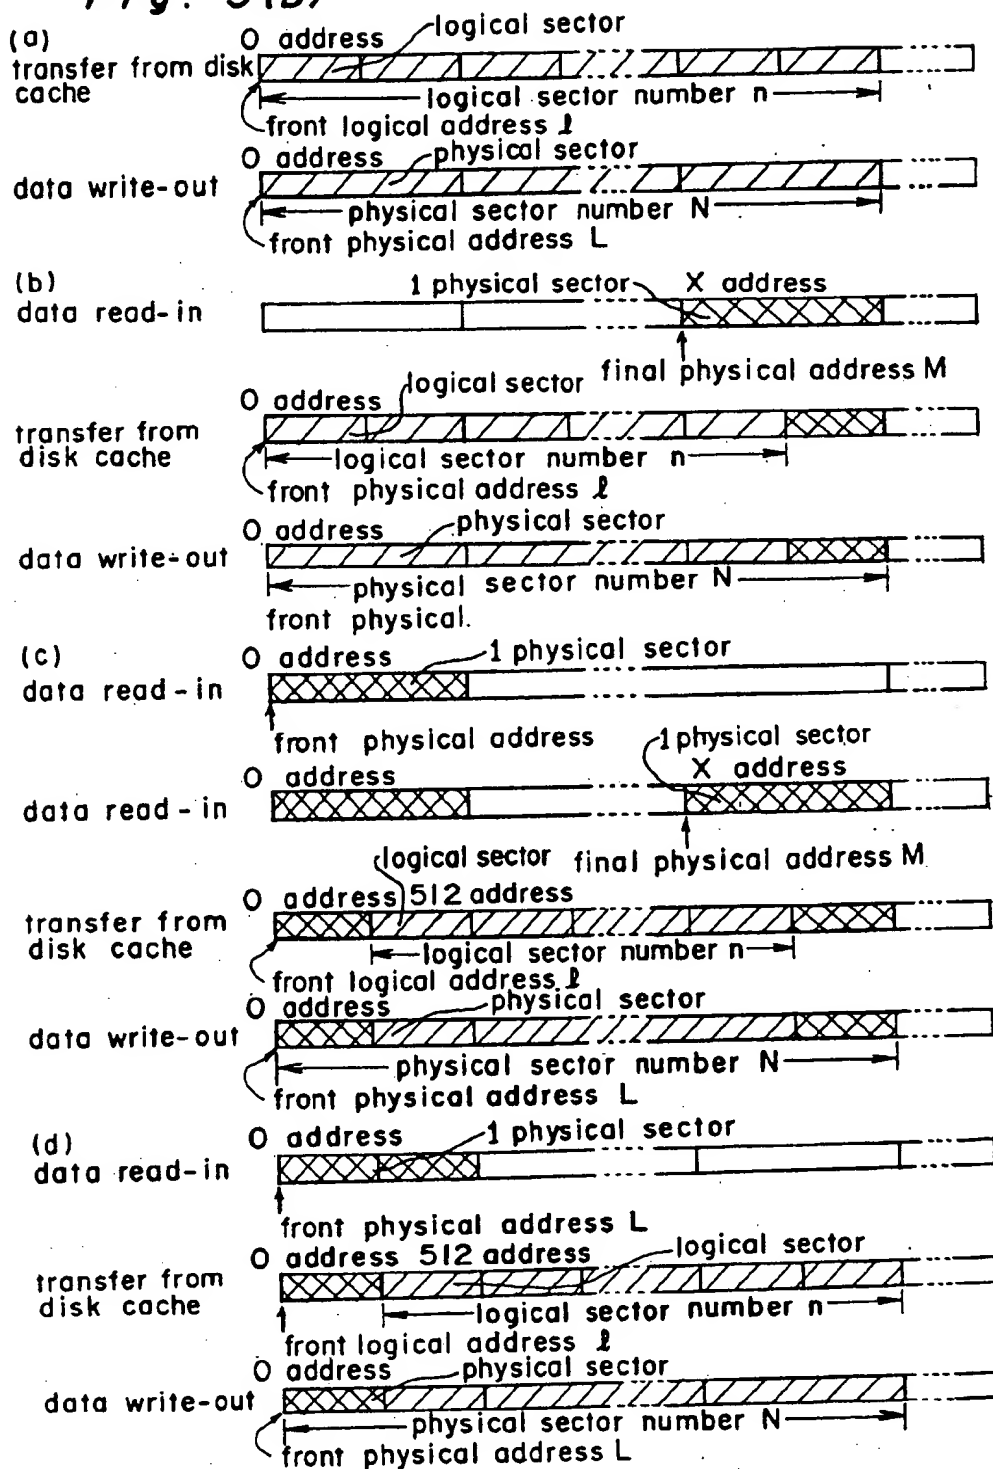 (a)
0 address logical sector
transfer from disk cache
logical sector number n
front logical address l
0 address physical sector
data write-out
physical sector number N
front physical address L
(b)
1 physical sector X address
data read-in
final physical address M
0 address logical sector
transfer from disk cache
logical sector number n
front physical address l
0 address physical sector
data write-out
physical sector number N
front physical.
(c)
0 address 1 physical sector
data read-in
front physical address
1 physical sector
0 address X address
data read-in
final physical address M
logical sector
0 address 512 address
transfer from disk cache
logical sector number n
front logical address l
0 address physical sector
data write-out
physical sector number N
front physical address L
(d)
0 address 1 physical sector
data read-in
front physical address L
0 address 512 address logical sector
transfer from disk cache
logical sector number n
front logical address l
0 address physical sector
data write-out
physical sector number N
front physical address L